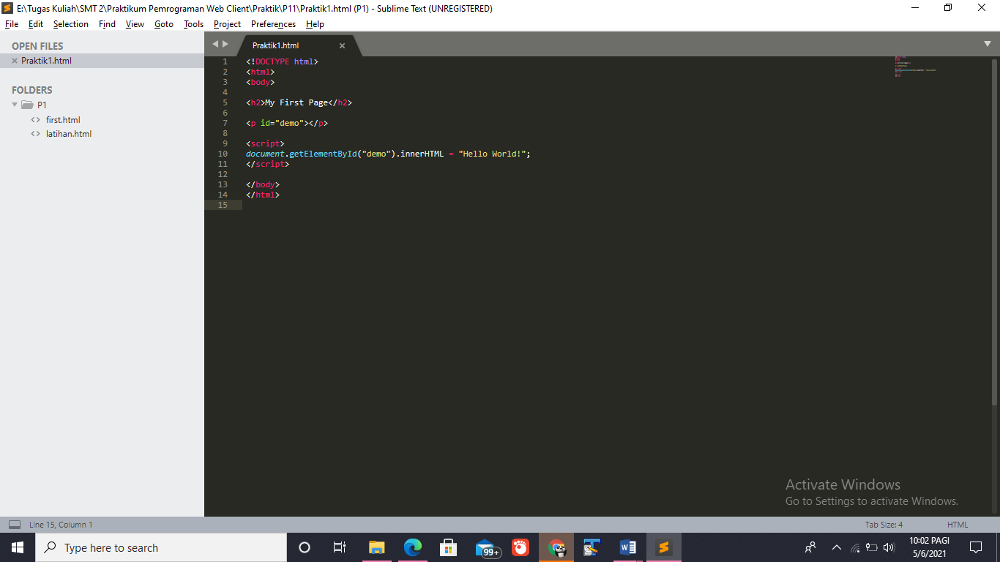 E:\Tugas Kuliah\SMT 2\Praktikum Pemrograman Web Client\Praktik\P11\Praktik1.html (P1) - Sublime Text (UNREGISTERED)
File Edit Selection Find View Goto Tools Project Preferences Help
OPEN FILES
Praktik1.html
FOLDERS
P1
first.html
latihan.html
Praktik1.html
1 <!DOCTYPE html>
2 <html>
3 <body>
4
5 <h2>My First Page</h2>
6
7 <p id="demo"></p>
8
9 <script>
10 document.getElementById("demo").innerHTML = "Hello World!";
11 </script>
12
13 </body>
14 </html>
15
Activate Windows
Go to Settings to activate Windows.
Line 15, Column 1
Tab Size: 4
HTML
Type here to search
99+
10:02 PAGI
5/6/2021